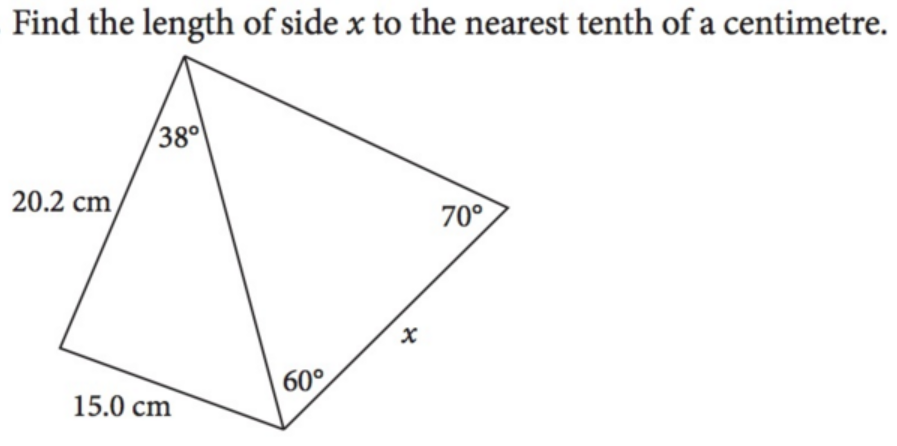 Find the length of side x to the nearest tenth of a centimetre.
38°
20.2 cm
70°
x
60°
15.0 cm